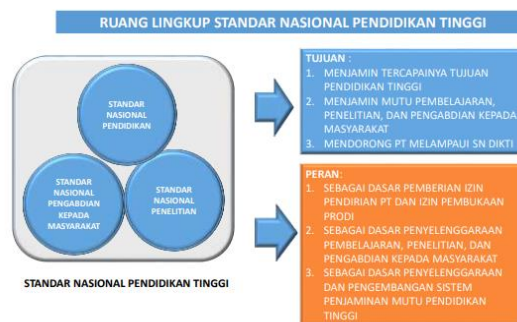 RUANG LINGKUP STANDAR NASIONAL PENDIDIKAN TINGGI
STANDAR
NASIONAL
PENDIDIKAN
STANDAR
NASIONAL
PENGABDIAN
KEPADA
MASYARAKAT
STANDAR
NASIONAL
PENELITIAN
STANDAR NASIONAL PENDIDIKAN TINGGI
TUJUAN :
1. MENJAMIN TERCAPAINYA TUJUAN
PENDIDIKAN TINGGI
2. MENJAMIN MUTU PEMBELAJARAN,
PENELITIAN, DAN PENGABDIAN KEPADA
MASYARAKAT
3. MENDORONG PT MELAMPAUI SN DIKTI
PERAN:
1. SEBAGAI DASAR PEMBERIAN IZIN
PENDIRIAN PT DAN IZIN PEMBUKAAN
PRODI
2. SEBAGAI DASAR PENYELENGGARAAN
PEMBELAJARAN, PENELITIAN, DAN
PENGABDIAN KEPADA MASYARAKAT
3. SEBAGAI DASAR PENYELENGGARAAN
DAN PENGEMBANGAN SISTEM
PENJAMINAN MUTU PENDIDIKAN
TINGGI